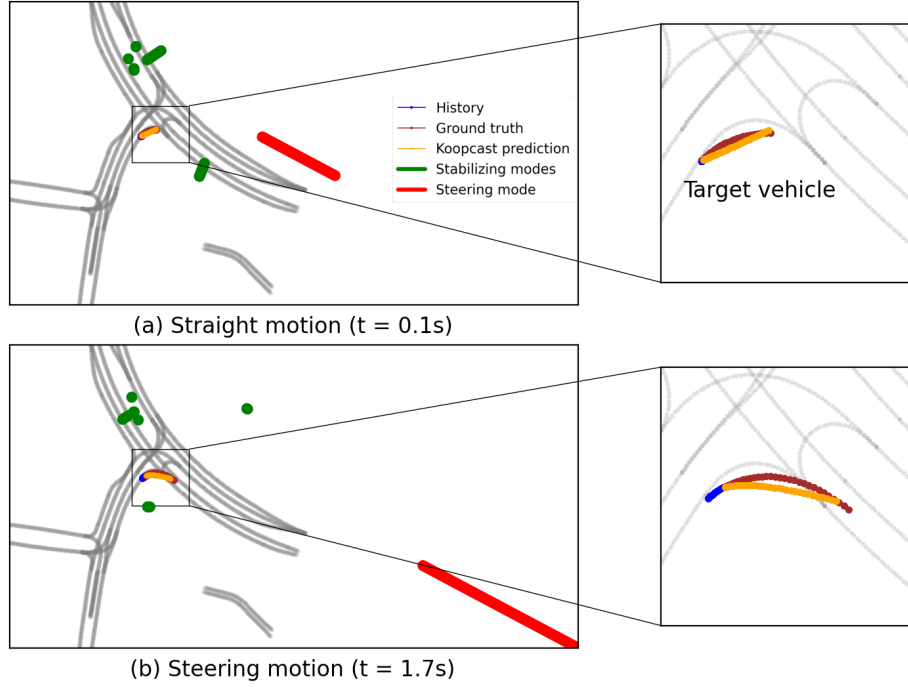 History
Ground truth
Koopcast prediction
Stabilizing modes
Steering mode
Target vehicle
(a) Straight motion (t = 0.1s)
(b) Steering motion (t = 1.7s)